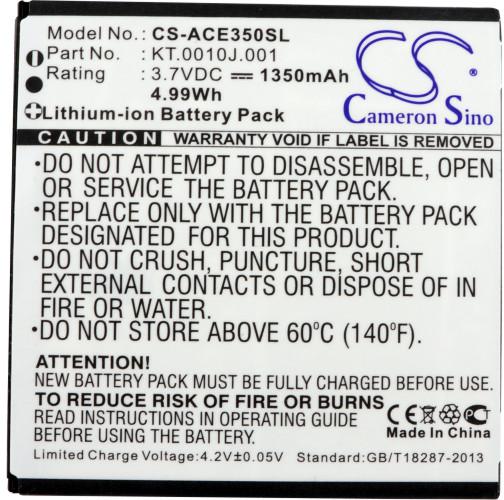 Model No.: CS-ACE350SL
Part No. : KT.0010J.001
Rating : 3.7VDC ⎓ 1350mAh
4.99Wh
Lithium-ion Battery Pack
CS
Cameron Sino
CAUTION WARRANTY VOID IF LABEL IS REMOVED
•DO NOT ATTEMPT TO DISASSEMBLE, OPEN
OR SERVICE THE BATTERY PACK.
•REPLACE ONLY WITH THE BATTERY PACK
DESIGNATED FOR THIS PRODUCT.
•DO NOT CRUSH, PUNCTURE, SHORT
EXTERNAL CONTACTS OR DISPOSE OF
IN FIRE OR WATER.
•DO NOT STORE ABOVE 60°C (140°F).
NEW BATTERY PACK MUST BE CHARGED BEFORE USE.
TO REDUCE RISK OF FIRE OR BURNS
READ INSTRUCTIONS IN USER GUIDE
BEFORE USING BATTERY PACK
Made In P.R.China
Limited Charge Voltage:4.2V±0.05V Standard:GB/T18287-2013